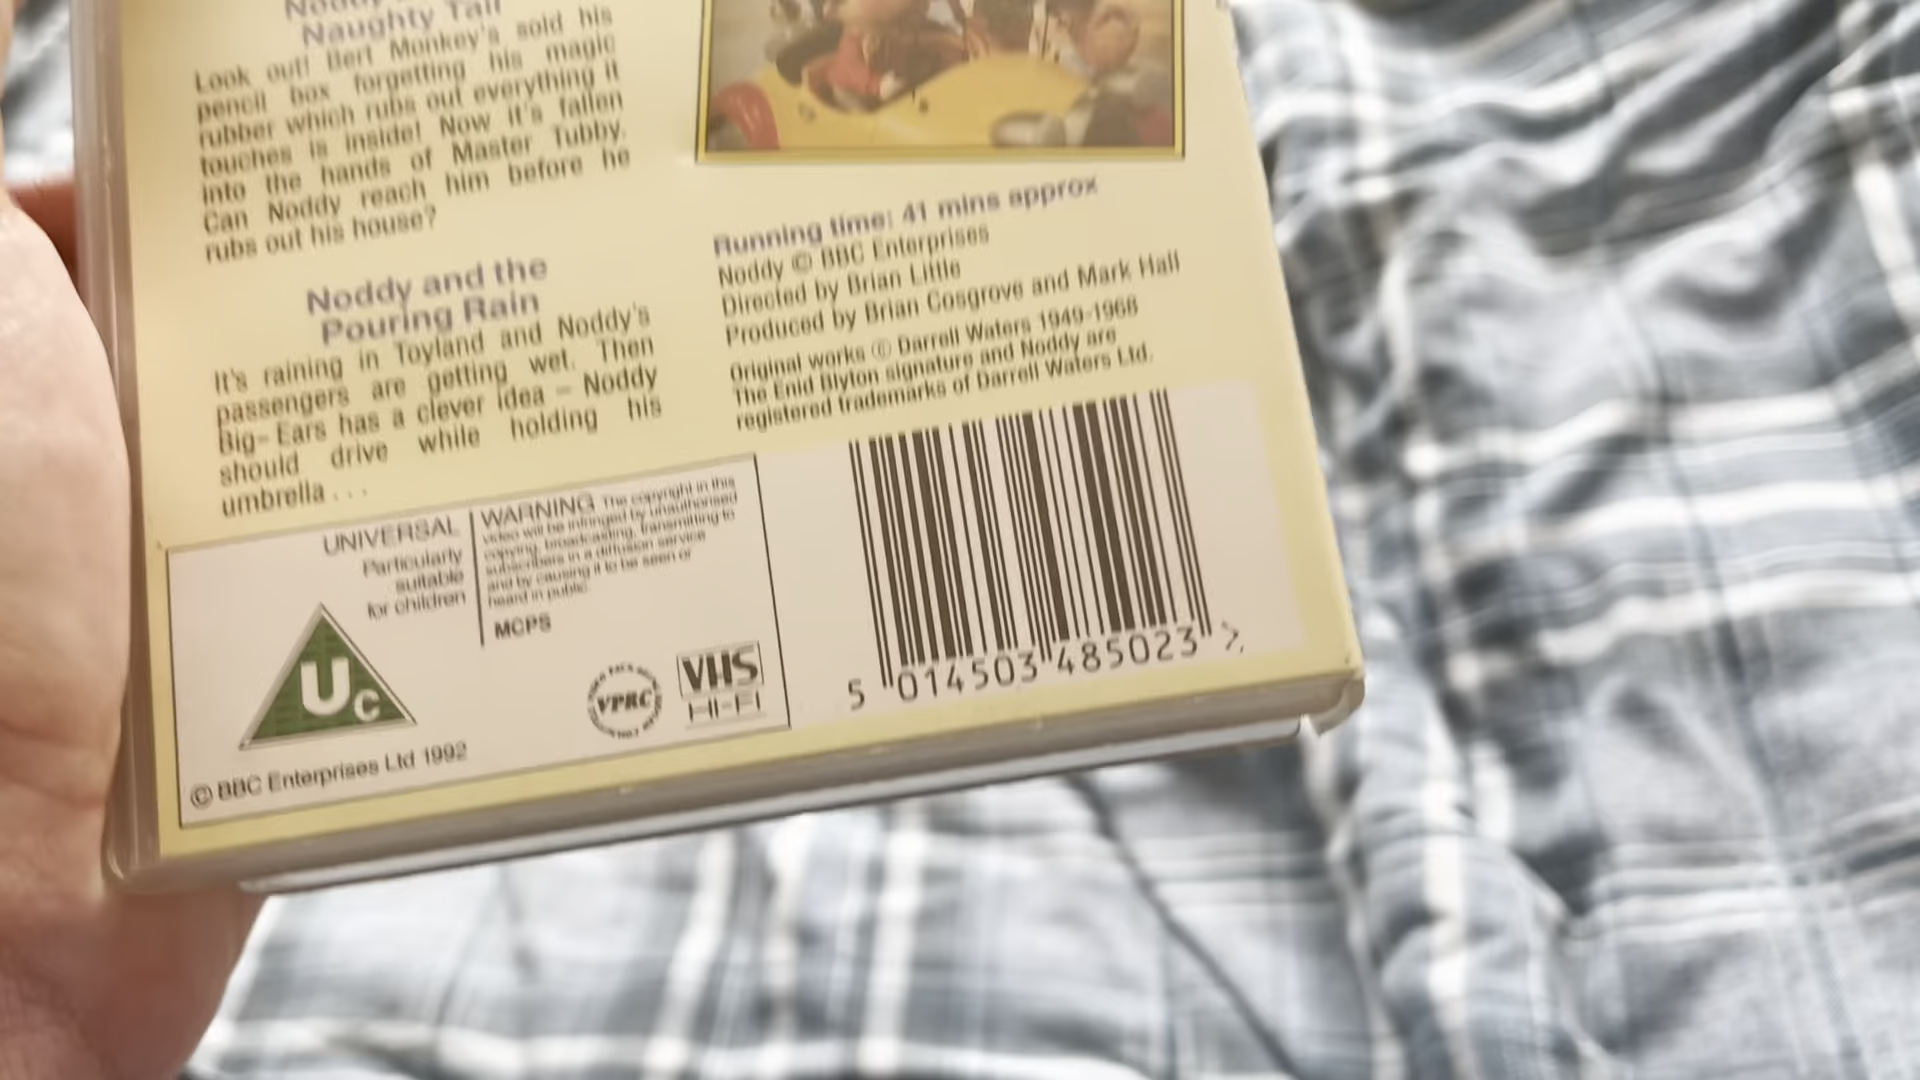 Noddy
Naughty Tail
Look out! Bert Monkey's sold his
pencil box forgetting his magic
rubber which rubs out everything it
touches is inside! Now it's fallen
into the hands of Master Tubby.
Can Noddy reach him before he
rubs out his house?
Noddy and the
Pouring Rain
It's raining in Toyland and Noddy's
passengers are getting wet. Then
Big-Ears has a clever idea – Noddy
should drive while holding his
umbrella . . .
Running time: 41 mins approx
Noddy © BBC Enterprises
Directed by Brian Little
Produced by Brian Cosgrove and Mark Hall
Original works © Darrell Waters 1949-1968
The Enid Blyton signature and Noddy are
registered trademarks of Darrell Waters Ltd.
UNIVERSAL
Particularly
suitable
for children
WARNING The copyright in this
video will be infringed by unauthorised
copying, broadcasting, transmitting to
subscribers in a diffusion service
and by causing it to be seen or
heard in public.
MCPS
Uc
VPRC
VHS
HI-FI
© BBC Enterprises Ltd 1992
5 014503 485023 >